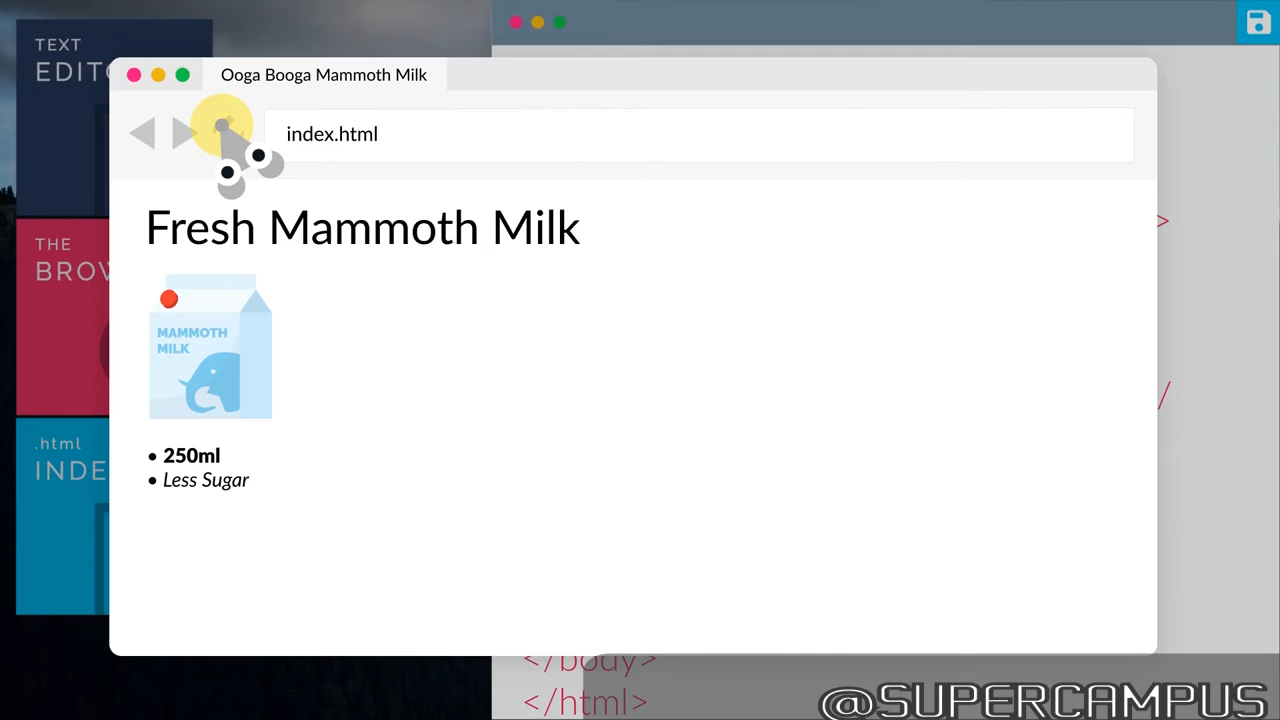 TEXT
EDITO
Ooga Booga Mammoth Milk
index.html
Fresh Mammoth Milk
THE
BROW
>
MAMMOTH
MILK
/
.html
INDE
• 250ml
• Less Sugar
</body>
</html>
@SUPERCAMPUS